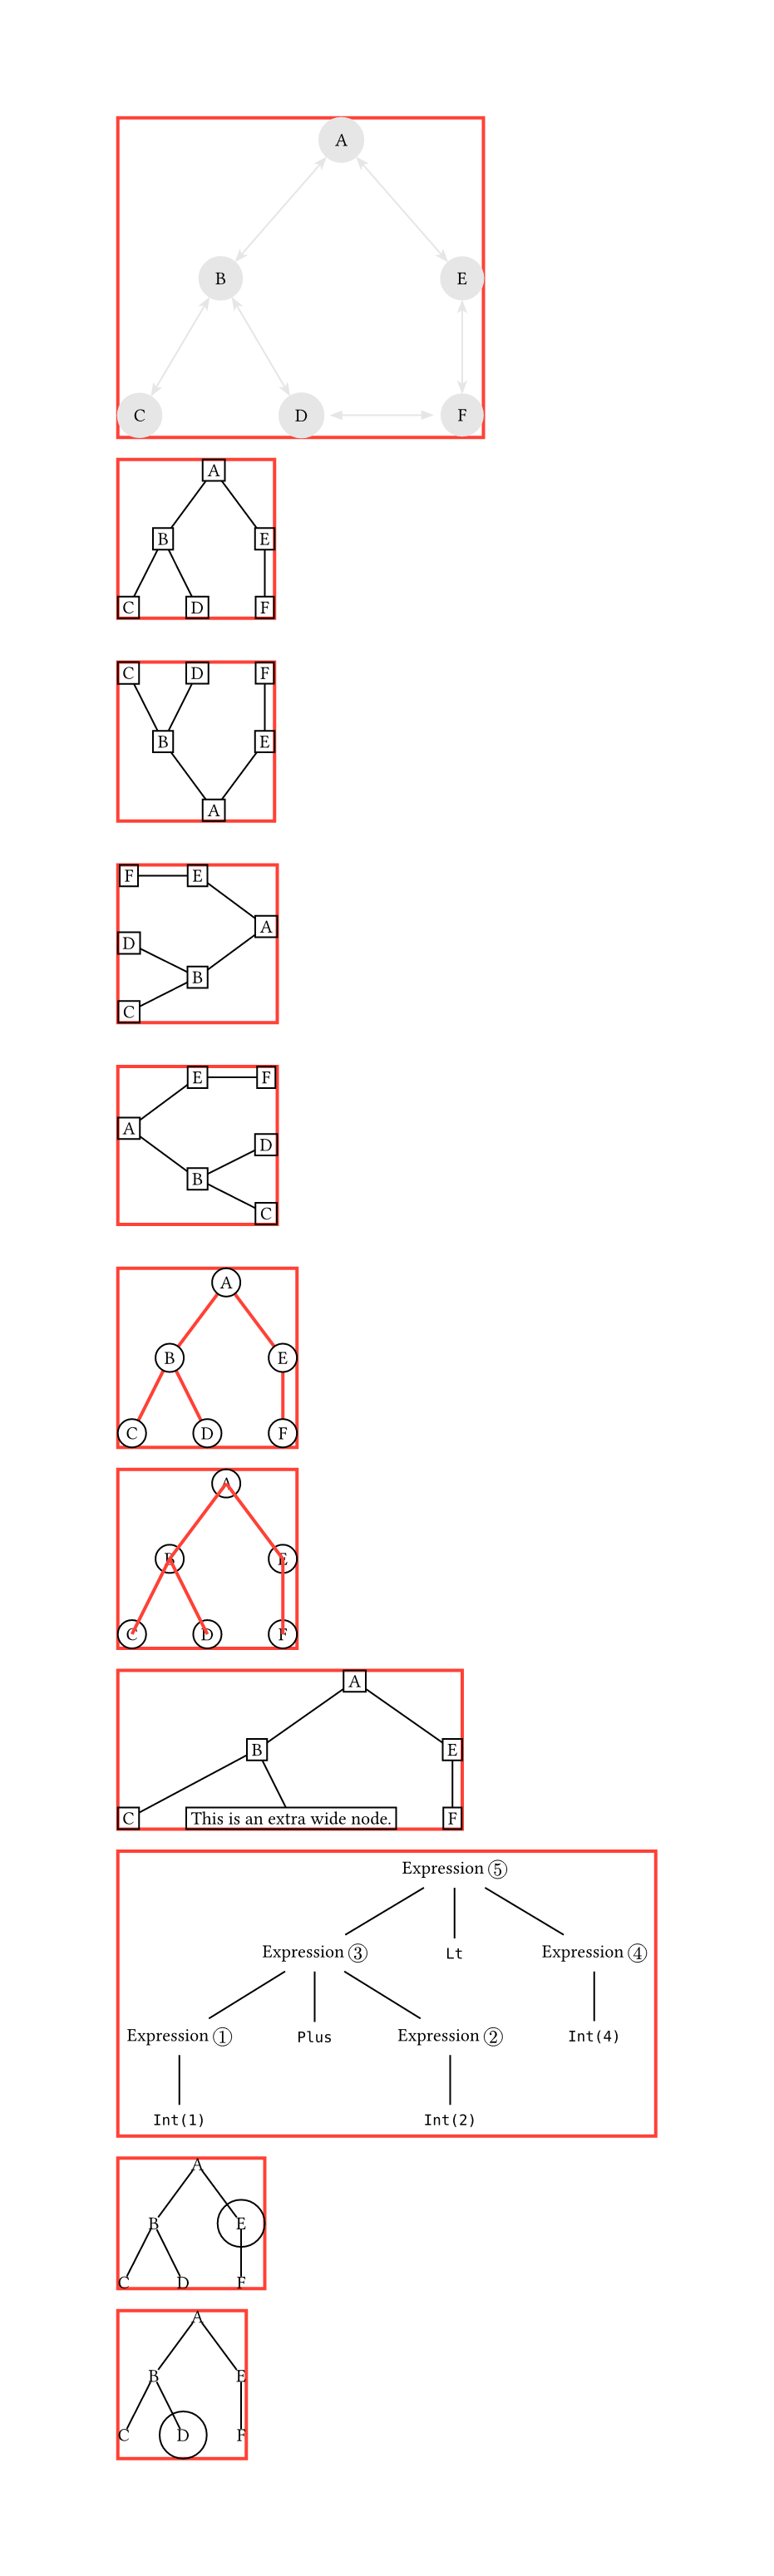 A
B E
C D F
A
B E
C D F
C D F
B E
A
F E
A
D
B
C
E F
A
D
B
C
A
B E
C D F
A
B E
C D F
A
B E
C This is an extra wide node. F
Expression ⑤
Expression ③ Lt Expression ④
Expression ① Plus Expression ② Int(4)
Int(1) Int(2)
A
B E
C D F
A
B E
C D F